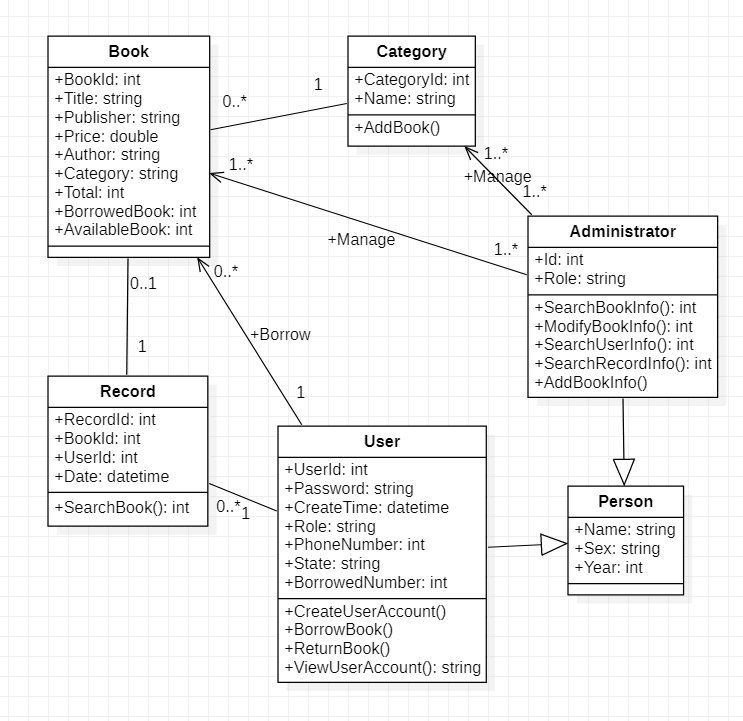 Book
+BookId: int
+Title: string
+Publisher: string
+Price: double
+Author: string
+Category: string
+Total: int
+BorrowedBook: int
+AvailableBook: int
Category
+CategoryId: int
+Name: string
+AddBook()
0..*
1
1..*
+Manage
1..*
1..*
+Manage
1..*
Administrator
+Id: int
+Role: string
+SearchBookInfo(): int
+ModifyBookInfo(): int
+SearchUserInfo(): int
+SearchRecordInfo(): int
+AddBookInfo()
0..1
1
0..*
+Borrow
1
Record
+RecordId: int
+BookId: int
+UserId: int
+Date: datetime
+SearchBook(): int
0..*
1
User
+UserId: int
+Password: string
+CreateTime: datetime
+Role: string
+PhoneNumber: int
+State: string
+BorrowedNumber: int
+CreateUserAccount()
+BorrowBook()
+ReturnBook()
+ViewUserAccount(): string
Person
+Name: string
+Sex: string
+Year: int